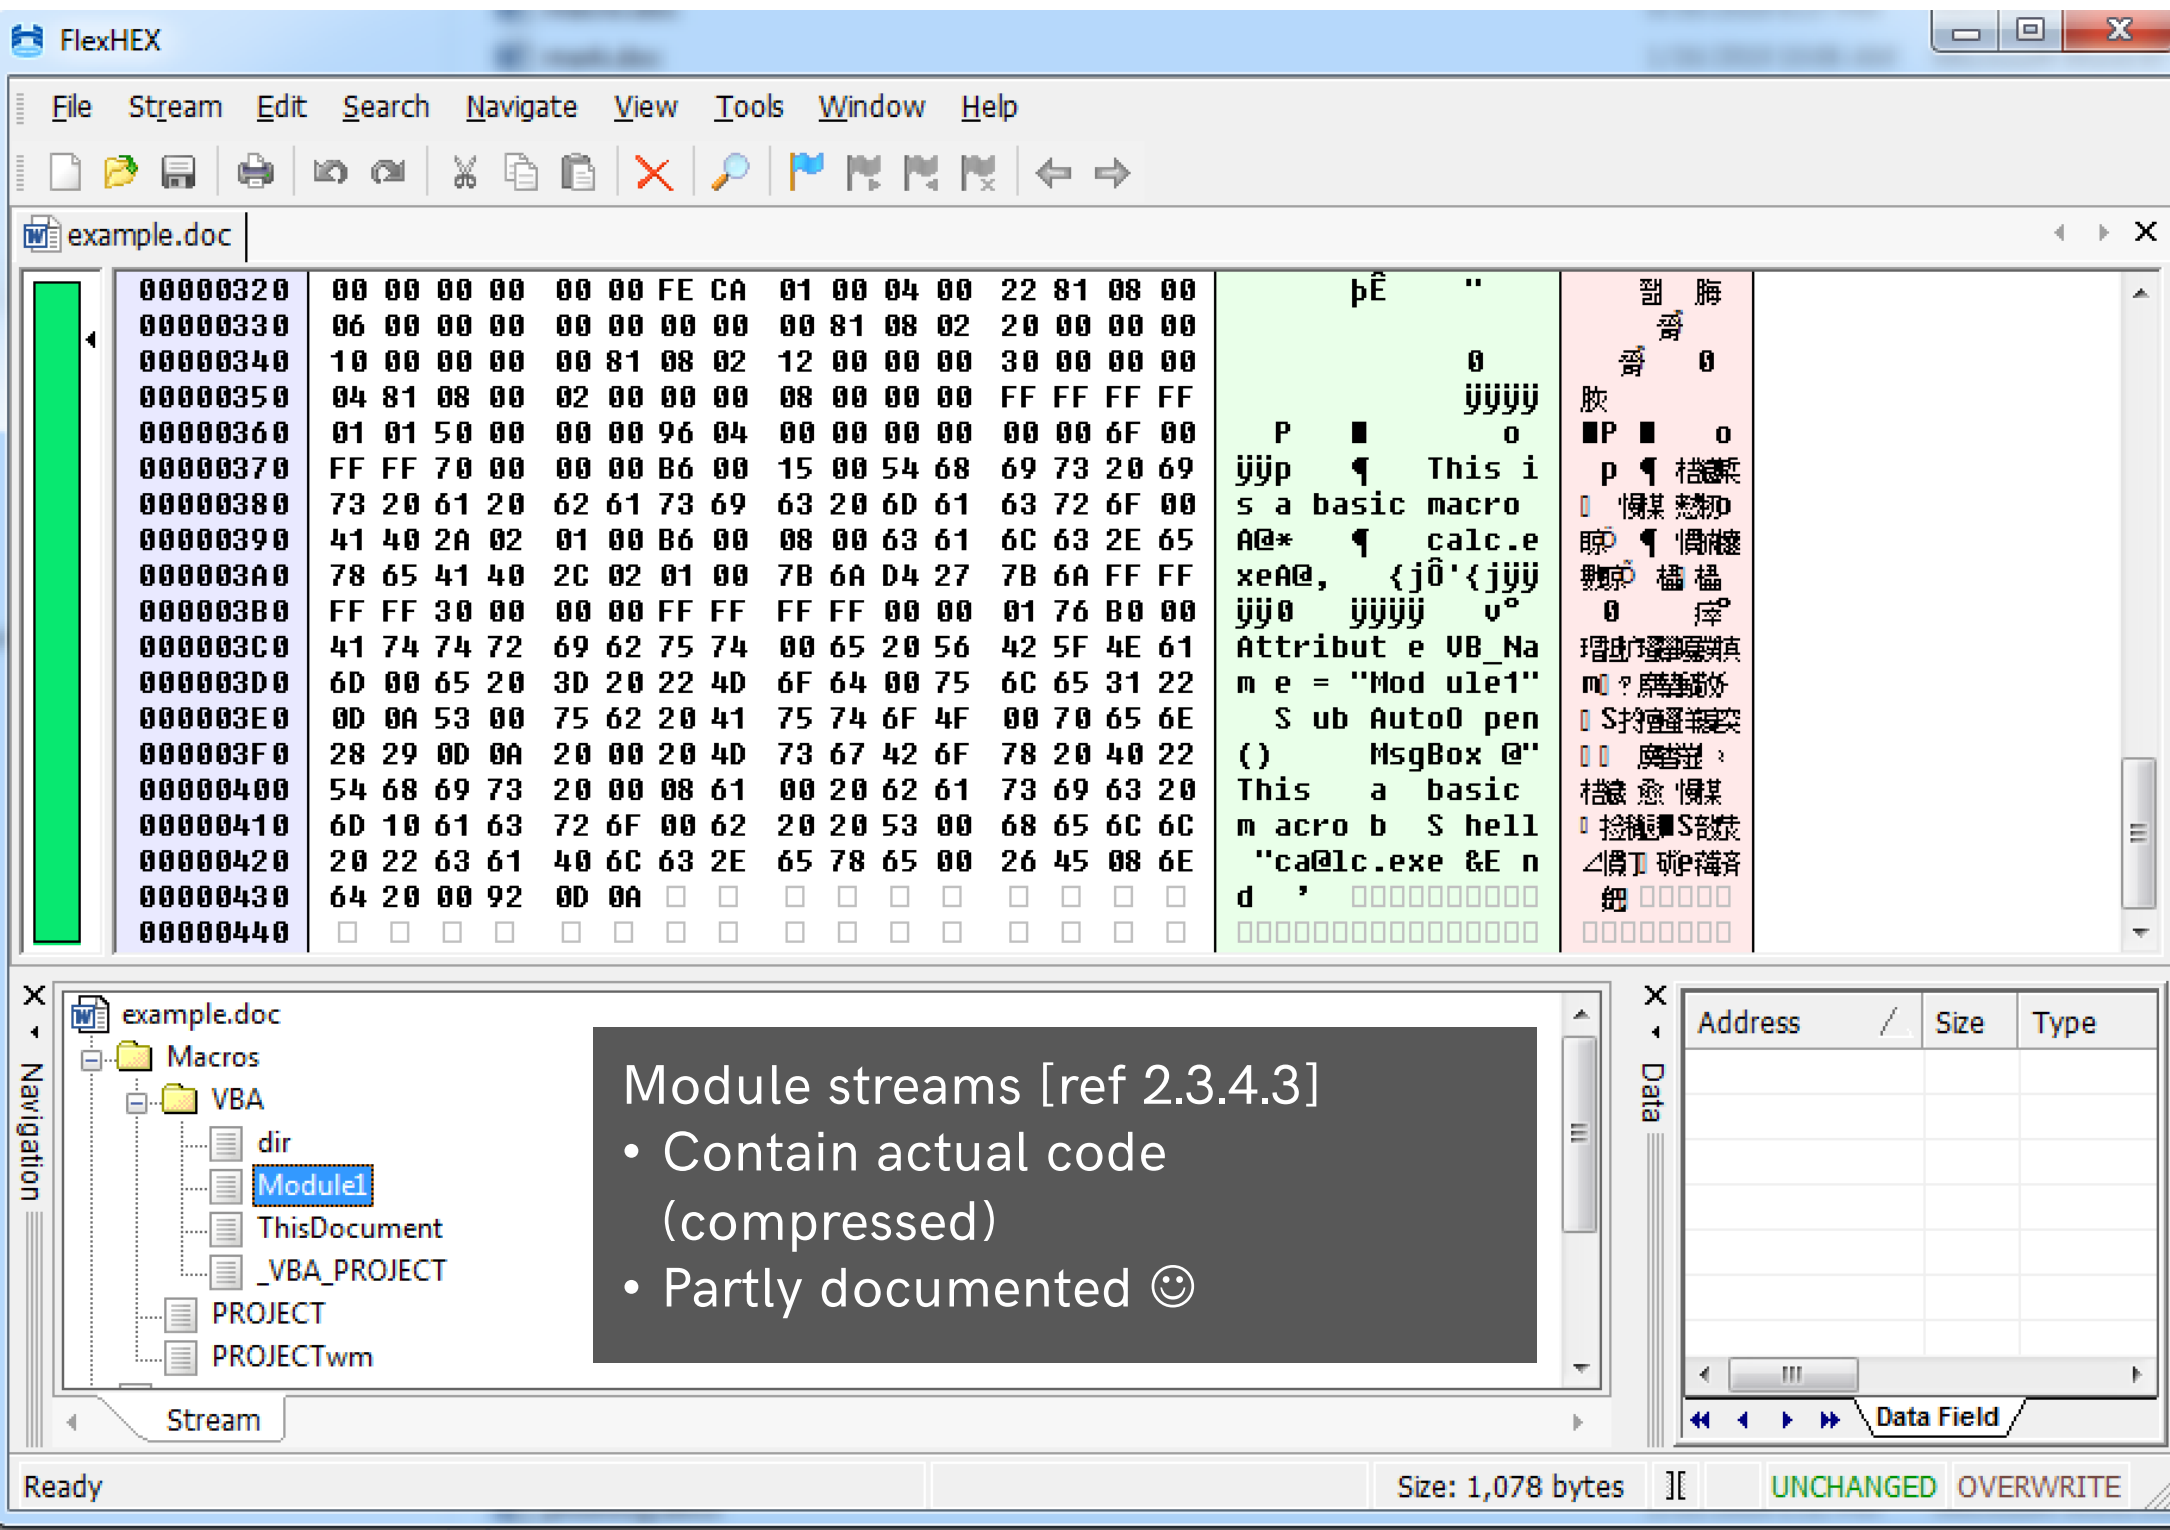 FlexHEX
File Stream Edit Search Navigate View Tools Window Help
example.doc
00000320 00 00 00 00 00 00 FE CA 01 00 04 00 22 81 08 00 þÊ "
00000330 06 00 00 00 00 00 00 00 00 81 08 02 20 00 00 00
00000340 10 00 00 00 00 81 08 02 12 00 00 00 30 00 00 00 0 0
00000350 04 81 08 00 02 00 00 00 08 00 00 00 FF FF FF FF ÿÿÿÿ
00000360 01 01 50 00 00 00 96 04 00 00 00 00 00 00 6F 00 P ■ o ■P ■ o
00000370 FF FF 70 00 00 00 B6 00 15 00 54 68 69 73 20 69 ÿÿp ¶ This i p ¶
00000380 73 20 61 20 62 61 73 69 63 20 6D 61 63 72 6F 00 s a basic macro
00000390 41 40 2A 02 01 00 B6 00 08 00 63 61 6C 63 2E 65 A@* ¶ calc.e
000003A0 78 65 41 40 2C 02 01 00 7B 6A D4 27 7B 6A FF FF xeA@, {jÔ'{jÿÿ
000003B0 FF FF 30 00 00 00 FF FF FF FF 00 00 01 76 B0 00 ÿÿ0 ÿÿÿÿ v° 0
000003C0 41 74 74 72 69 62 75 74 00 65 20 56 42 5F 4E 61 Attribut e VB_Na
000003D0 6D 00 65 20 3D 20 22 4D 6F 64 00 75 6C 65 31 22 m e = "Mod ule1"
000003E0 0D 0A 53 00 75 62 20 41 75 74 6F 4F 00 70 65 6E S ub AutoO pen
000003F0 28 29 0D 0A 20 00 20 4D 73 67 42 6F 78 20 40 22 () MsgBox @"
00000400 54 68 69 73 20 00 08 61 00 20 62 61 73 69 63 20 This a basic
00000410 6D 10 61 63 72 6F 00 62 20 20 53 00 68 65 6C 6C m acro b S hell
00000420 20 22 63 61 40 6C 63 2E 65 78 65 00 26 45 08 6E "ca@lc.exe &E n
00000430 64 20 00 92 0D 0A d ’
00000440
Navigation
example.doc
Macros
VBA
dir
Module1
ThisDocument
_VBA_PROJECT
PROJECT
PROJECTwm
Stream
Module streams [ref 2.3.4.3]
• Contain actual code
(compressed)
• Partly documented ☺
Data
Address Size Type
Data Field
Ready Size: 1,078 bytes UNCHANGED OVERWRITE